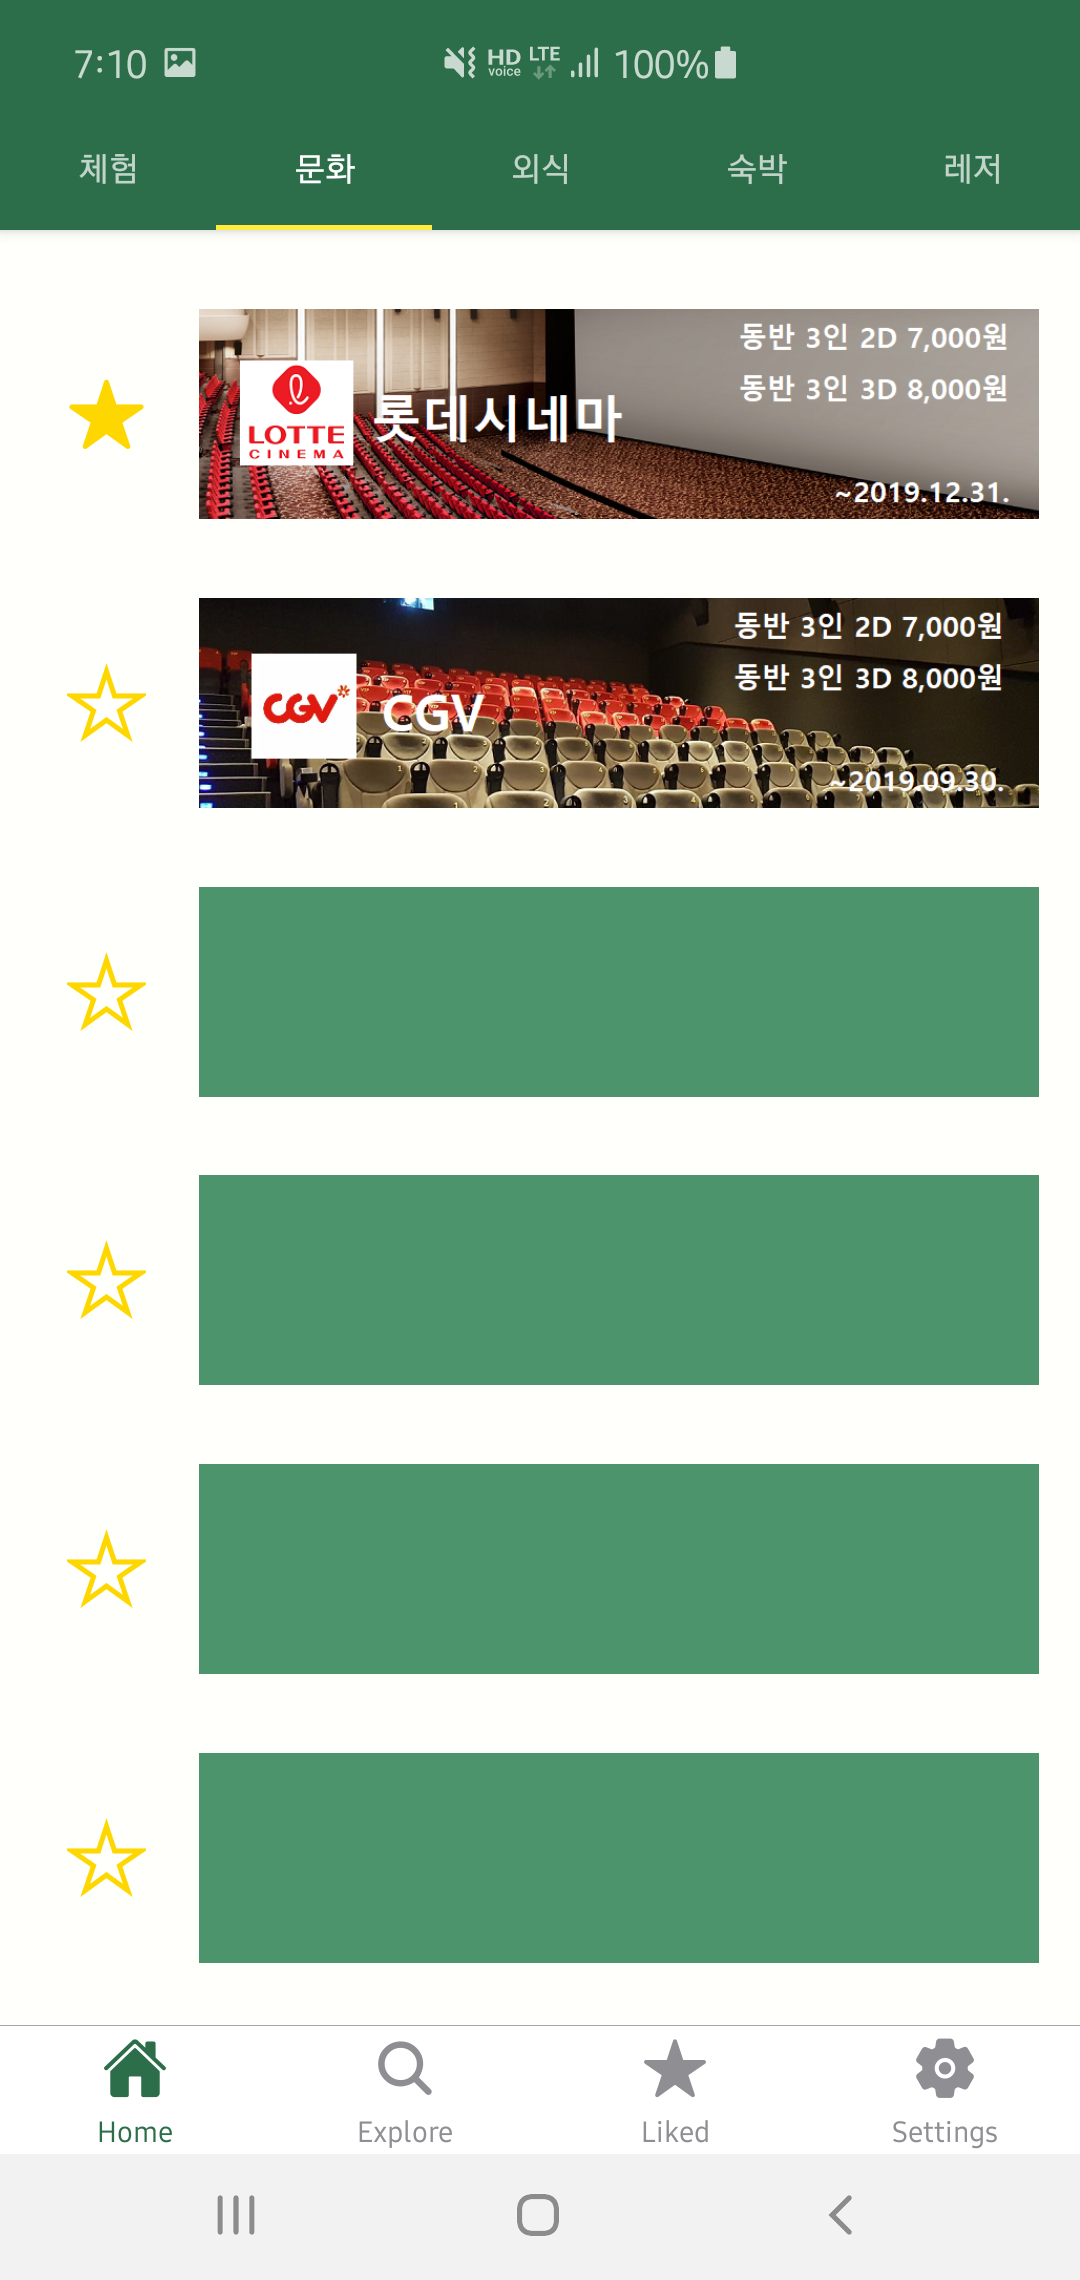 7:10 HD voice LTE 100%
체험 문화 외식 숙박 레저
동반 3인 2D 7,000원
동반 3인 3D 8,000원
LOTTE
CINEMA
롯데시네마
~2019.12.31.
동반 3인 2D 7,000원
동반 3인 3D 8,000원
CGV
CGV
~2019.09.30.
Home Explore Liked Settings